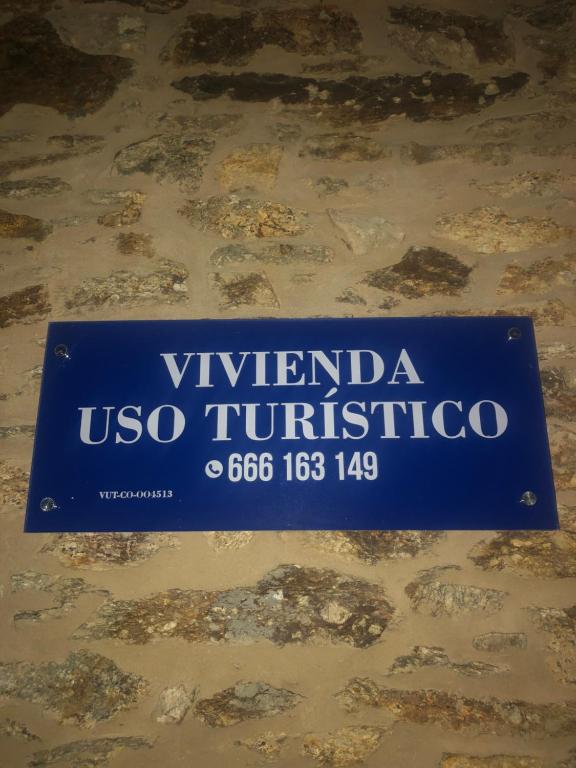 VIVIENDA
USO TURÍSTICO
666 163 149
VUT-CO-004513